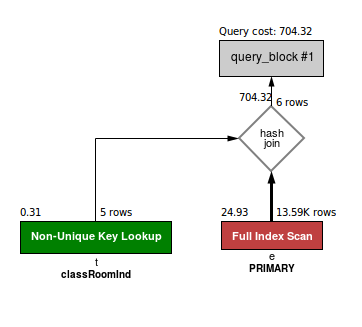 Query cost: 704.32
query_block #1
704.32
6 rows
hash
join
0.31
5 rows
24.93
13.59K rows
Non-Unique Key Lookup
Full Index Scan
t
e
classRoomInd
PRIMARY